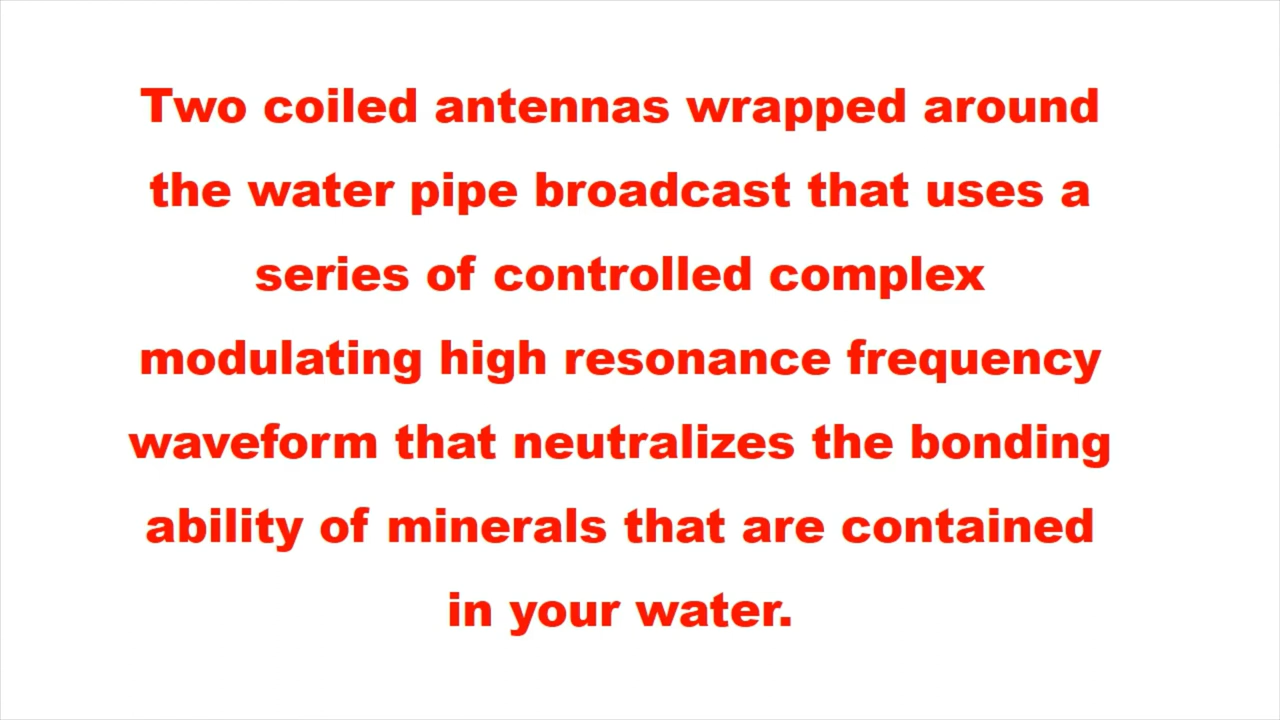 Two coiled antennas wrapped around
the water pipe broadcast that uses a
series of controlled complex
modulating high resonance frequency
waveform that neutralizes the bonding
ability of minerals that are contained
in your water.